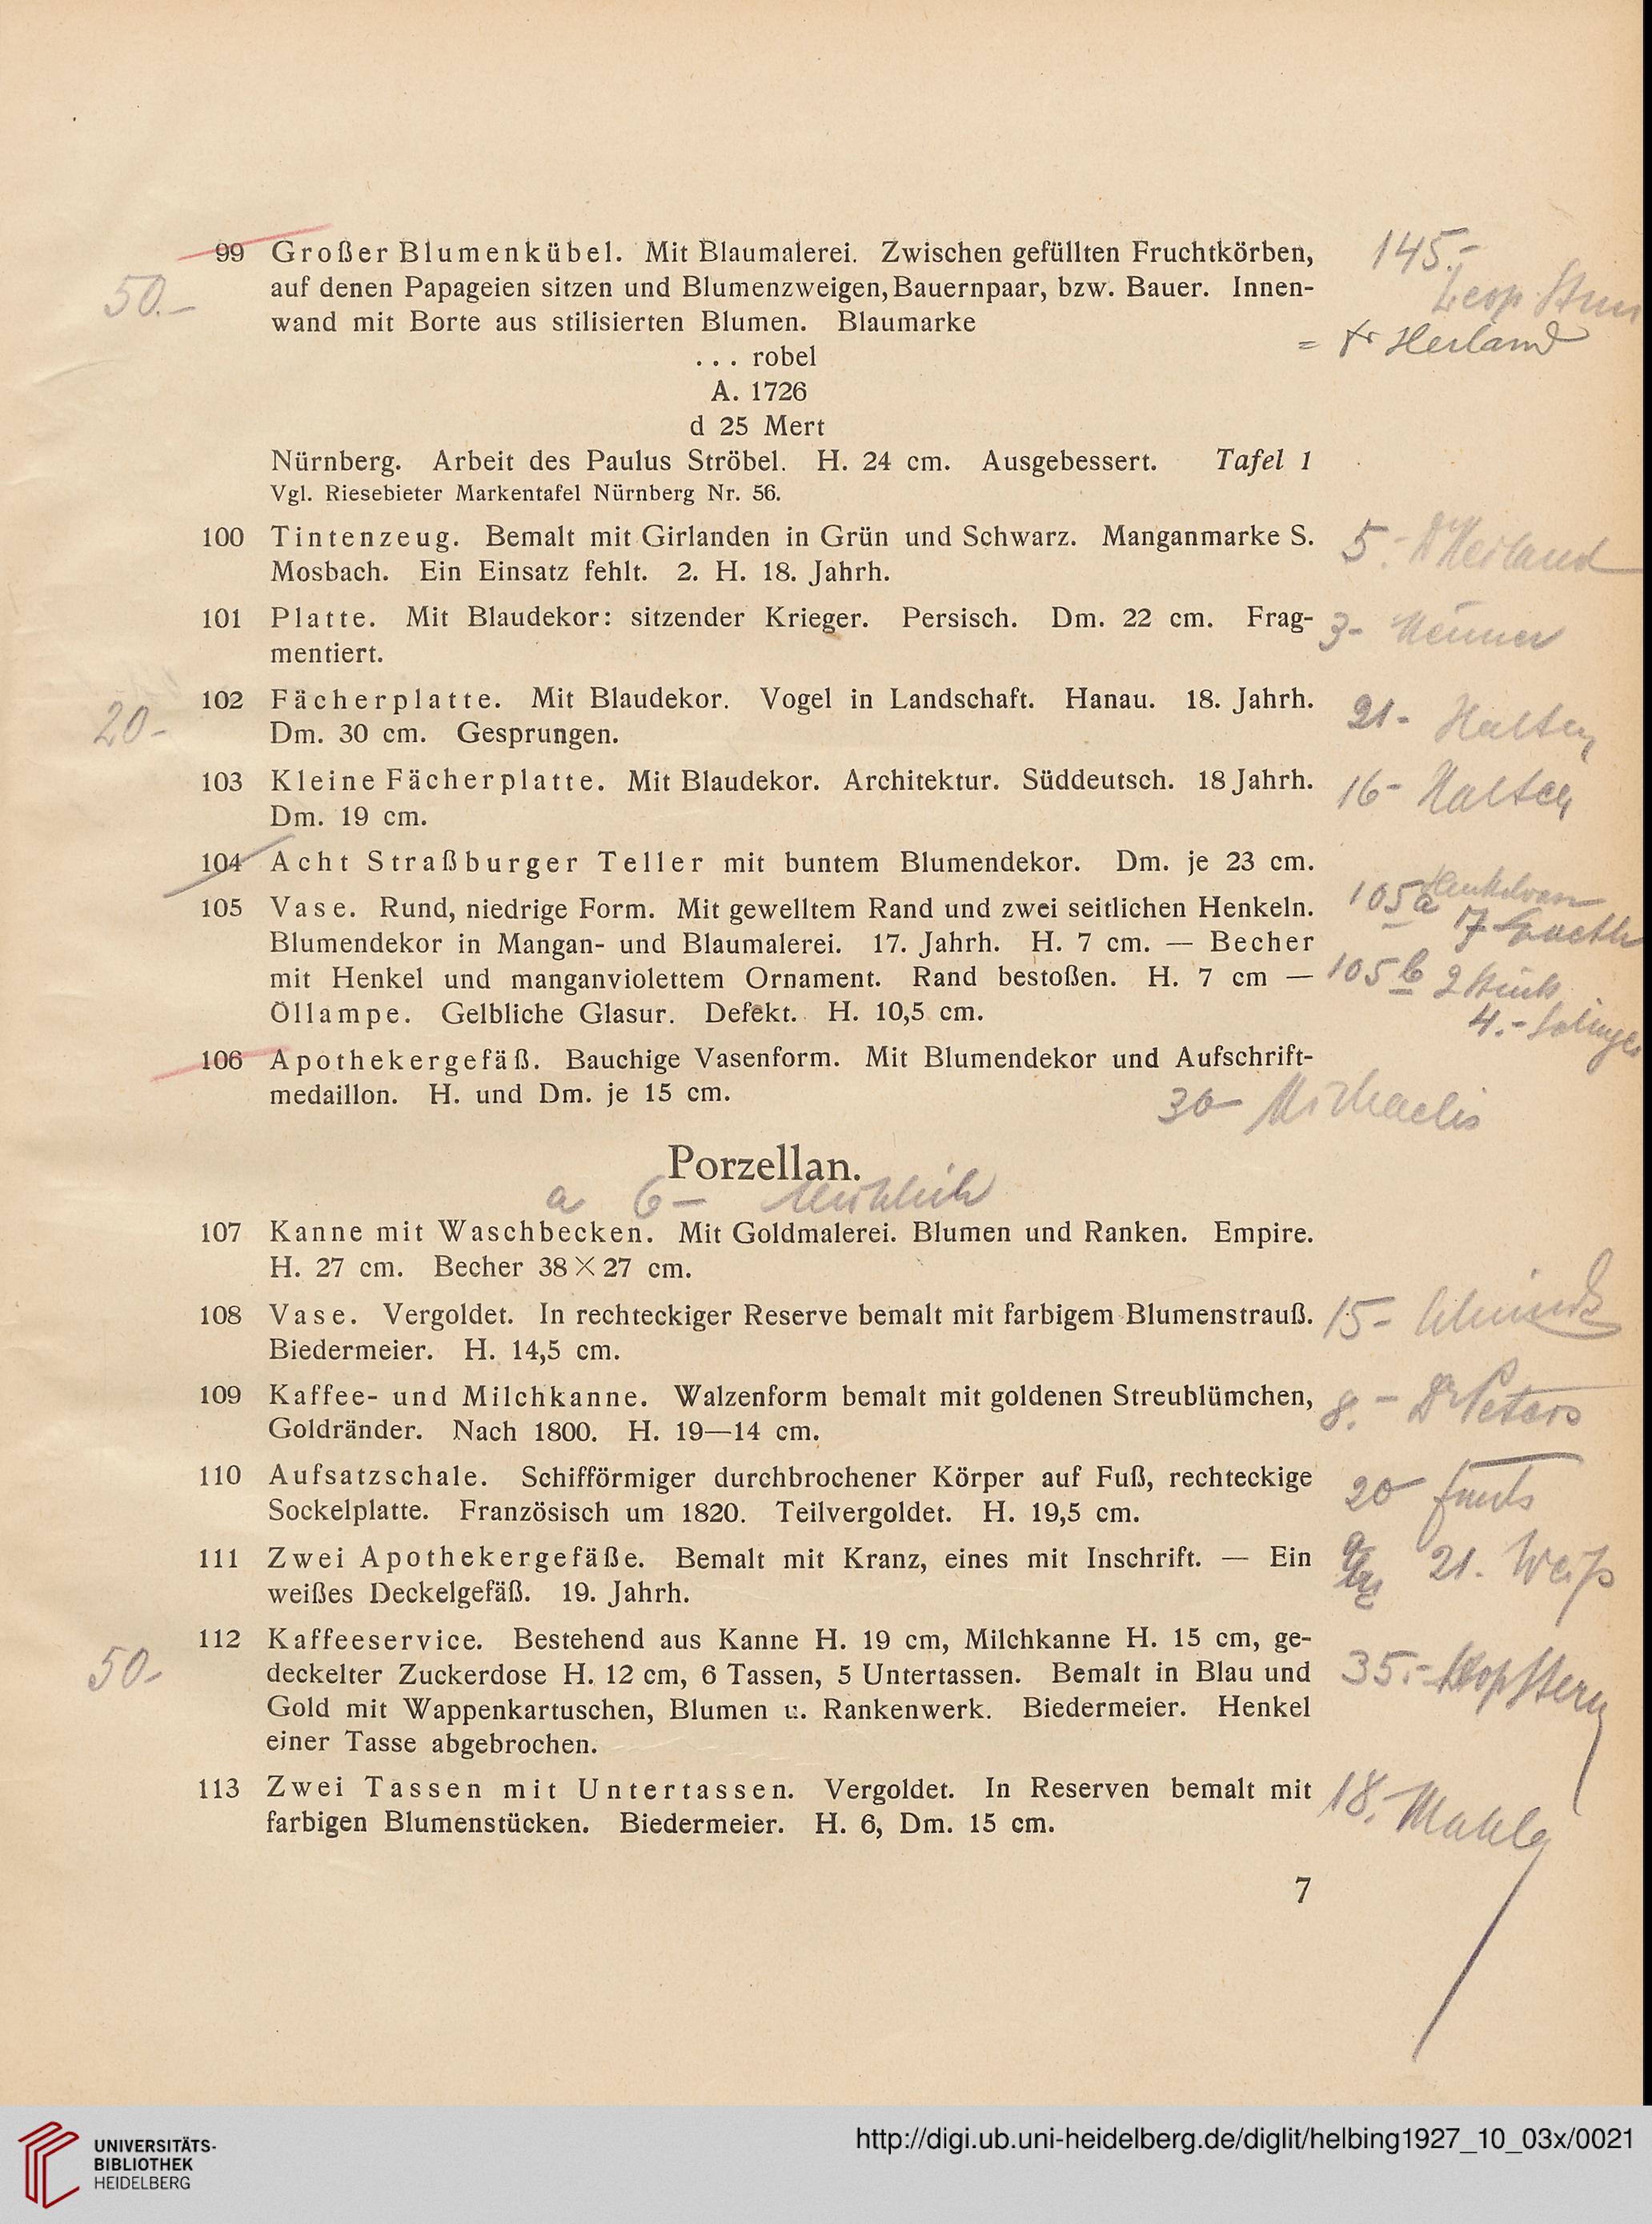 99 Großer Blumenkübel. Mit Blaumalerei. Zwischen gefüllten Fruchtkörben, 145.-
50.- auf denen Papageien sitzen und Blumenzweigen, Bauernpaar, bzw. Bauer. Innen- Leop. 
wand mit Borte aus stilisierten Blumen. Blaumarke
. . . robel = Heiland
A. 1726
d 25 Mert
Nürnberg. Arbeit des Paulus Ströbel. H. 24 cm. Ausgebessert. Tafel 1
Vgl. Riesebieter Markentafel Nürnberg Nr. 56.
100 Tintenzeug. Bemalt mit Girlanden in Grün und Schwarz. Manganmarke S. 5.- Dr Heiland
Mosbach. Ein Einsatz fehlt. 2. H. 18. Jahrh.
101 Platte. Mit Blaudekor: sitzender Krieger. Persisch. Dm. 22 cm. Frag- 3-
mentiert.
102 Fächerplatte. Mit Blaudekor. Vogel in Landschaft. Hanau. 18. Jahrh. 21-
20- Dm. 30 cm. Gesprungen.
103 Kleine Fächerplatte. Mit Blaudekor. Architektur. Süddeutsch. 18 Jahrh. 16-
Dm. 19 cm.
104 Acht Straßburger Teller mit buntem Blumendekor. Dm. je 23 cm.
105 Vase. Rund, niedrige Form. Mit gewelltem Rand und zwei seitlichen Henkeln. 105a
Blumendekor in Mangan- und Blaumalerei. 17. Jahrh. H. 7 cm. — Becher
mit Henkel und manganviolettem Ornament. Rand bestoßen. H. 7 cm — 105b 2 Stück
Öllampe. Gelbliche Glasur. Defekt. H. 10,5 cm. 4.-
106 Apothekergefäß. Bauchige Vasenform. Mit Blumendekor und Aufschrift-
medaillon. H. und Dm. je 15 cm. 30- Michaelis
Porzellan.
a 6-
107 Kanne mit Waschbecken. Mit Goldmalerei. Blumen und Ranken. Empire.
H. 27 cm. Becher 38×27 cm.
108 Vase. Vergoldet. In rechteckiger Reserve bemalt mit farbigem Blumenstrauß. 15-
Biedermeier. H. 14,5 cm.
109 Kaffee- und Milchkanne. Walzenform bemalt mit goldenen Streublümchen, 8.- Dr Peters
Goldränder. Nach 1800. H. 19—14 cm.
110 Aufsatzschale. Schifförmiger durchbrochener Körper auf Fuß, rechteckige 20-
Sockelplatte. Französisch um 1820. Teilvergoldet. H. 19,5 cm.
111 Zwei Apothekergefäße. Bemalt mit Kranz, eines mit Inschrift. — Ein 21. Weiß
weißes Deckelgefäß. 19. Jahrh.
112 Kaffeeservice. Bestehend aus Kanne H. 19 cm, Milchkanne H. 15 cm, ge-
50- deckelter Zuckerdose H. 12 cm, 6 Tassen, 5 Untertassen. Bemalt in Blau und 35.- Leop Stern
Gold mit Wappenkartuschen, Blumen u. Rankenwerk. Biedermeier. Henkel
einer Tasse abgebrochen.
113 Zwei Tassen mit Untertassen. Vergoldet. In Reserven bemalt mit 18.-
farbigen Blumenstücken. Biedermeier. H. 6, Dm. 15 cm.
7
UNIVERSITÄTS-
BIBLIOTHEK
HEIDELBERG
http://digi.ub.uni-heidelberg.de/diglit/helbing1927_10_03x/0021